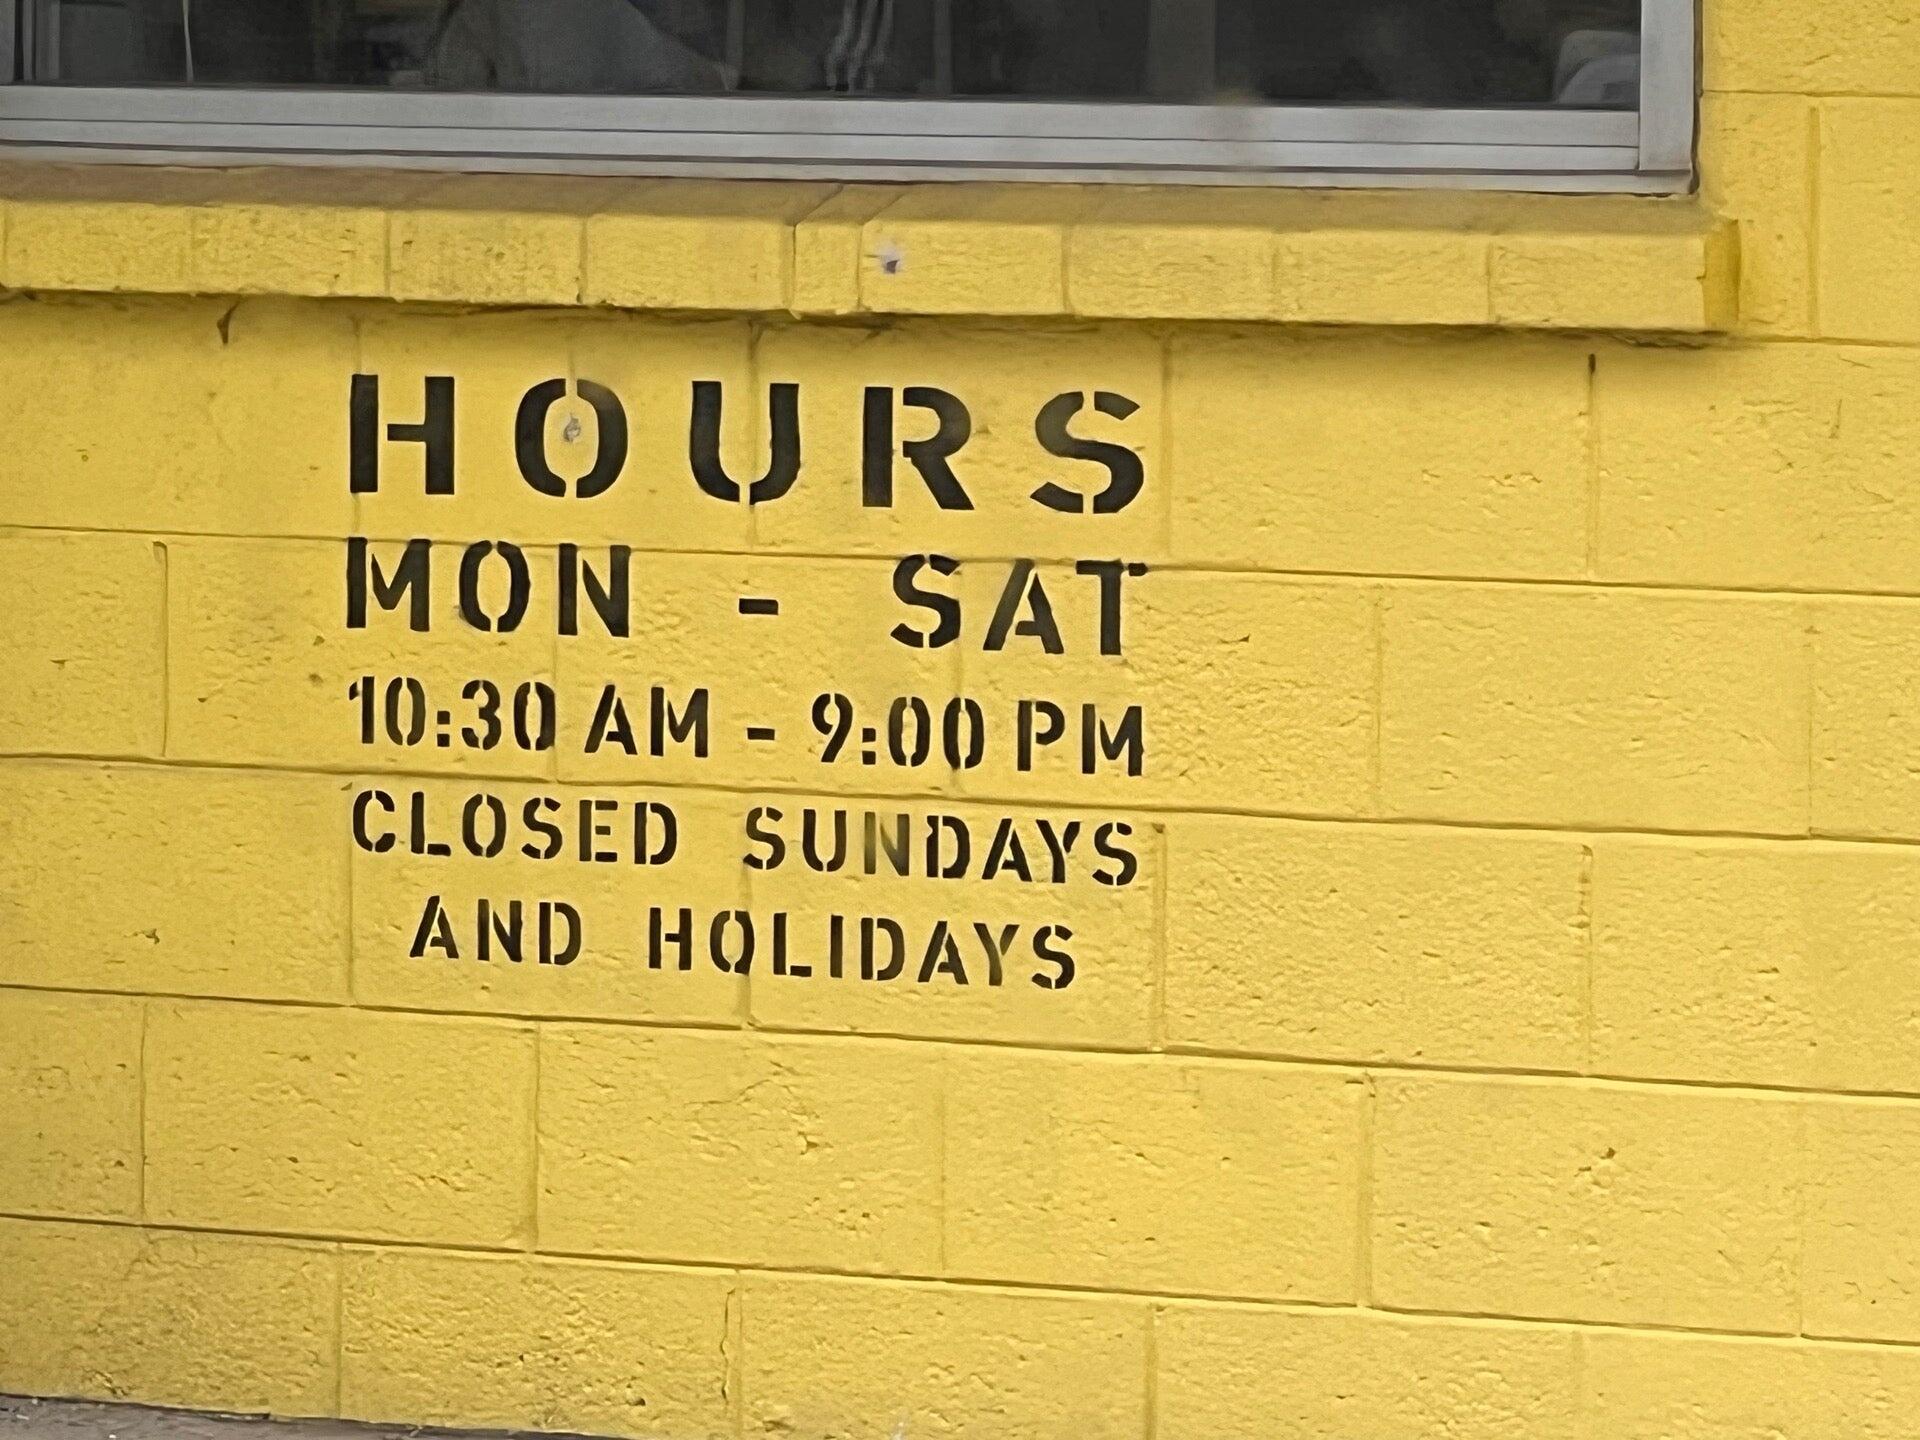 HOURS
MON - SAT
10:30 AM - 9:00 PM
CLOSED SUNDAYS
AND HOLIDAYS